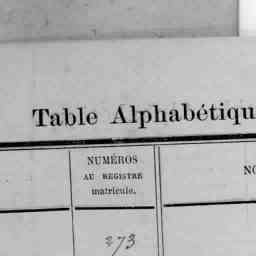 Table Alphabétiqu
NUMÉROS
AU REGISTRE
matricule.
NO
273